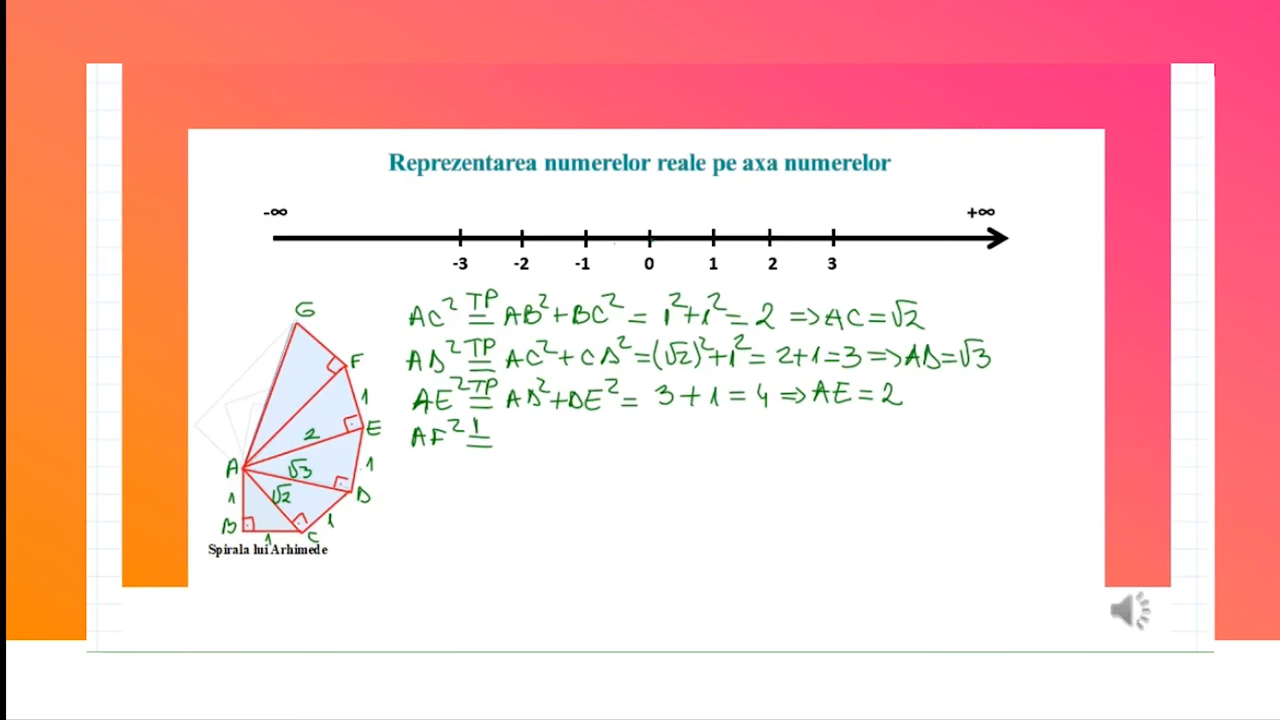 Reprezentarea numerelor reale pe axa numerelor
-∞ +∞
-3 -2 -1 0 1 2 3
AC² TP= AB²+BC² = 1²+1² = 2 => AC = √2
AD² TP= AC²+CD² = (√2)²+1² = 2+1=3 => AD=√3
AE² TP= AD²+DE² = 3+1 = 4 => AE = 2
AF² =
G
F
1
E
2
A
√3
1
1
√2
D
B
1
1
C
Spirala lui Arhimede